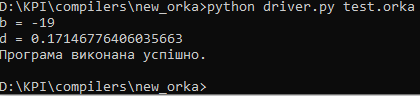 D:\KPI\compilers\new_orka>python driver.py test.orka
b = -19
d = 0.17146776406035663
Програма виконана успішно.
D:\KPI\compilers\new_orka>